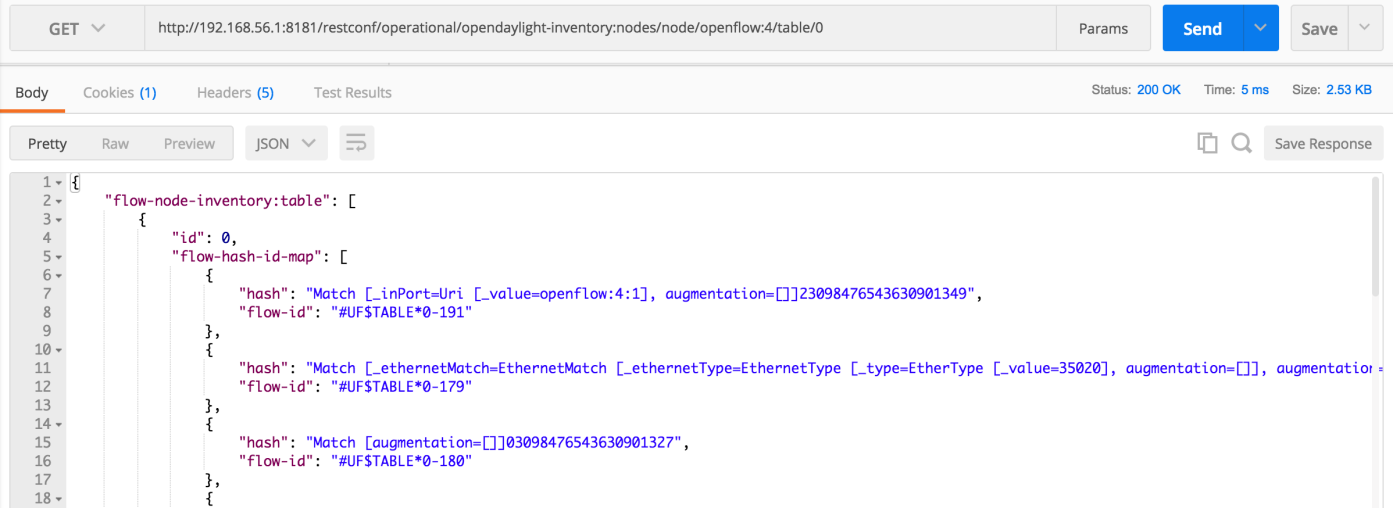 GET http://192.168.56.1:8181/restconf/operational/opendaylight-inventory:nodes/node/openflow:4/table/0 Params Send Save
Body Cookies (1) Headers (5) Test Results Status: 200 OK Time: 5 ms Size: 2.53 KB
Pretty Raw Preview JSON Save Response
1 {
2 "flow-node-inventory:table": [
3 {
4 "id": 0,
5 "flow-hash-id-map": [
6 {
7 "hash": "Match [_inPort=Uri [_value=openflow:4:1], augmentation=[]]23098476543630901349",
8 "flow-id": "#UF$TABLE*0-191"
9 },
10 {
11 "hash": "Match [_ethernetMatch=EthernetMatch [_ethernetType=EthernetType [_type=EtherType [_value=35020], augmentation=[]], augmentation=
12 "flow-id": "#UF$TABLE*0-179"
13 },
14 {
15 "hash": "Match [augmentation=[]]03098476543630901327",
16 "flow-id": "#UF$TABLE*0-180"
17 },
18 {